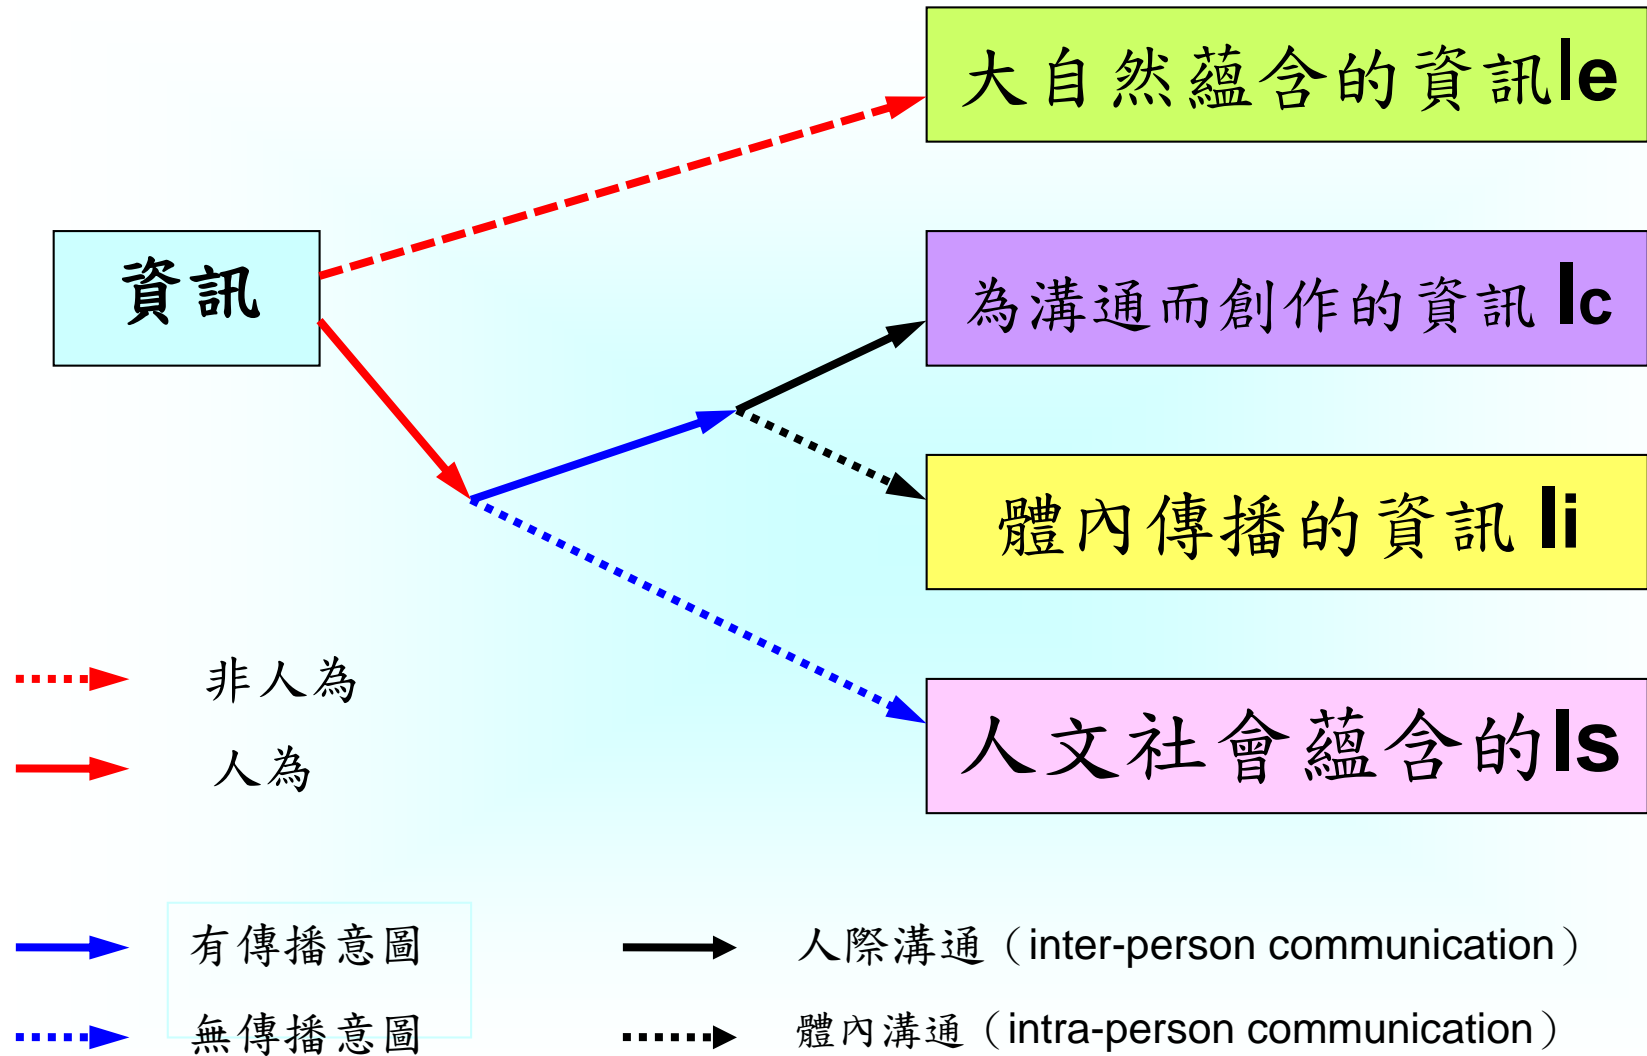 大自然蘊含的資訊Ie
資訊
為溝通而創作的資訊 Ic
體內傳播的資訊 Ii
人文社會蘊含的Is
非人為
人為
有傳播意圖
人際溝通（inter-person communication）
無傳播意圖
體內溝通（intra-person communication）